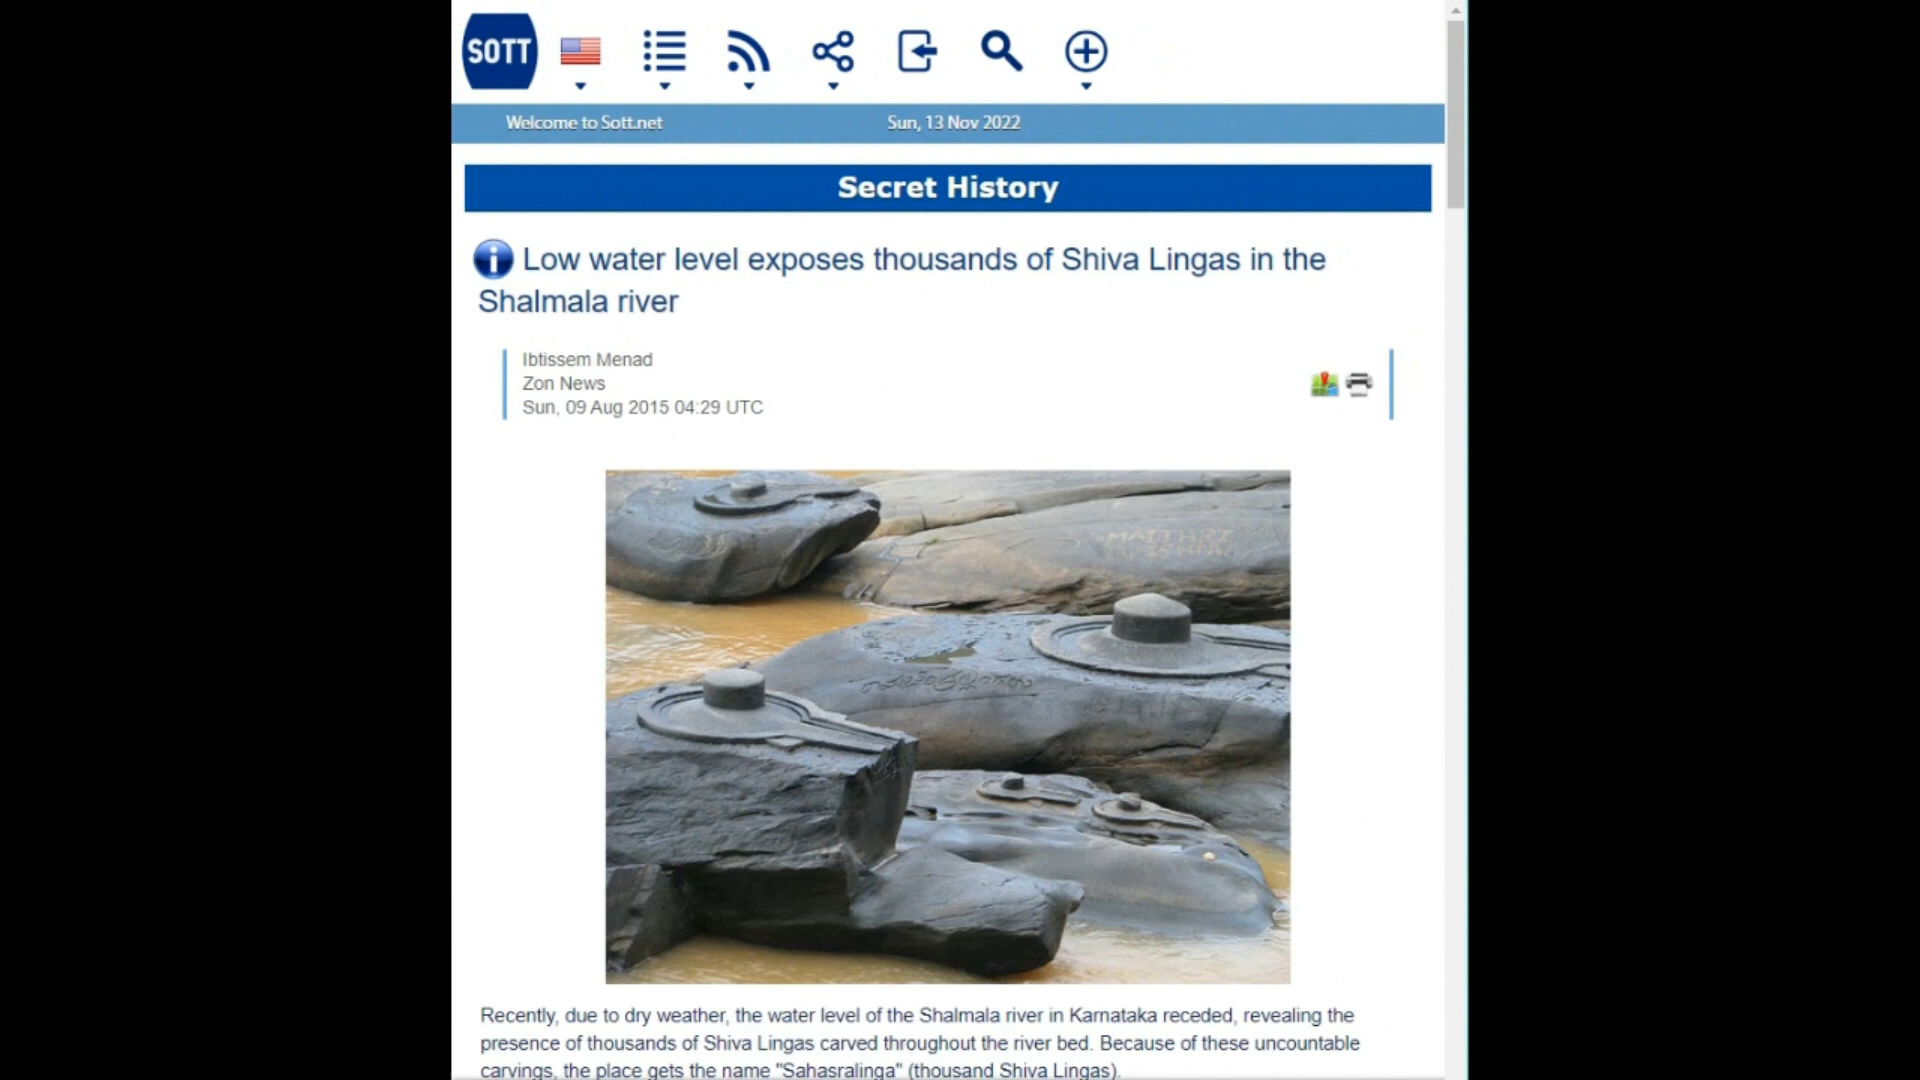 SOTT
Welcome to Sott.net
Sun, 13 Nov 2022
Secret History
Low water level exposes thousands of Shiva Lingas in the
Shalmala river
Ibtissem Menad
Zon News
Sun, 09 Aug 2015 04:29 UTC
Recently, due to dry weather, the water level of the Shalmala river in Karnataka receded, revealing the
presence of thousands of Shiva Lingas carved throughout the river bed. Because of these uncountable
carvings, the place gets the name "Sahasralinga" (thousand Shiva Lingas).